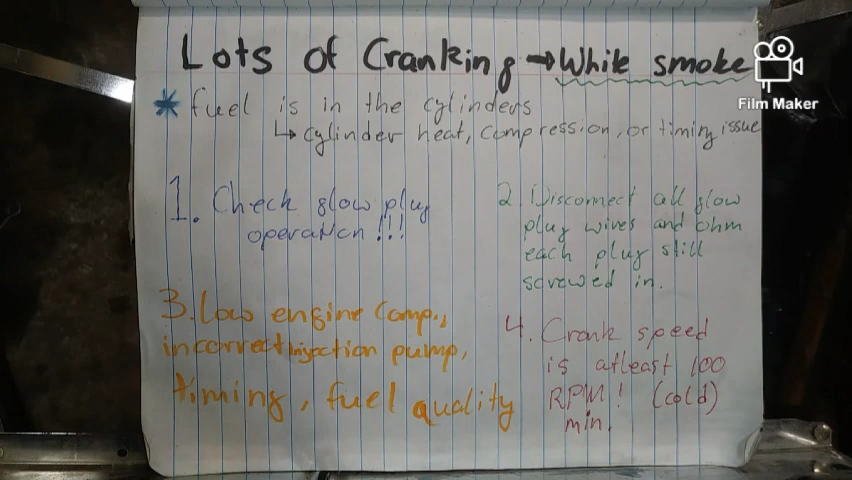 Lots of Cranking → White smoke
Film Maker
* fuel is in the cylinders
↳ cylinder heat, compression, or timing issue
1. Check glow plug
operation!!!
2. Disconnect all glow
plug wires and ohm
each plug still
screwed in.
3. Low engine Comp.,
incorrect injection pump,
timing, fuel quality
4. Crank speed
is atleast 100
RPM! (cold)
min.